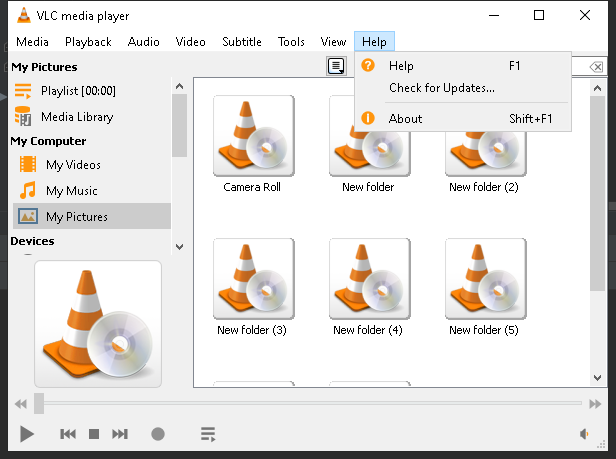 VLC media player
Media Playback Audio Video Subtitle Tools View Help
My Pictures
Playlist [00:00]
Media Library
My Computer
My Videos
My Music
My Pictures
Devices
Help F1
Check for Updates...
About Shift+F1
Camera Roll New folder New folder (2)
New folder (3) New folder (4) New folder (5)